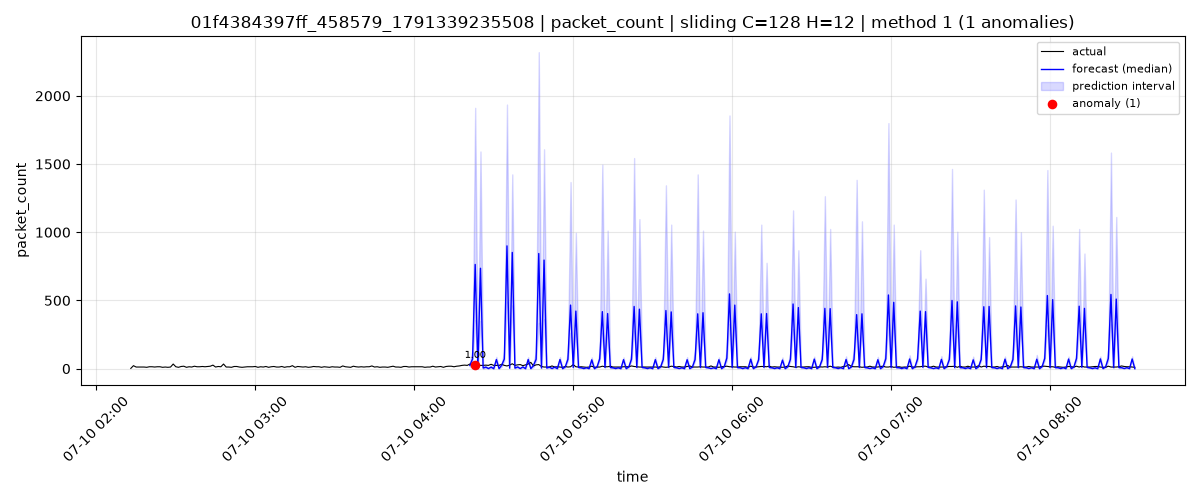 01f4384397ff_458579_1791339235508 | packet_count | sliding C=128 H=12 | method 1 (1 anomalies)
actual
forecast (median)
prediction interval
anomaly (1)
packet_count
2000
1500
1000
500
0
1.00
07-10 02:00
07-10 03:00
07-10 04:00
07-10 05:00
07-10 06:00
07-10 07:00
07-10 08:00
time